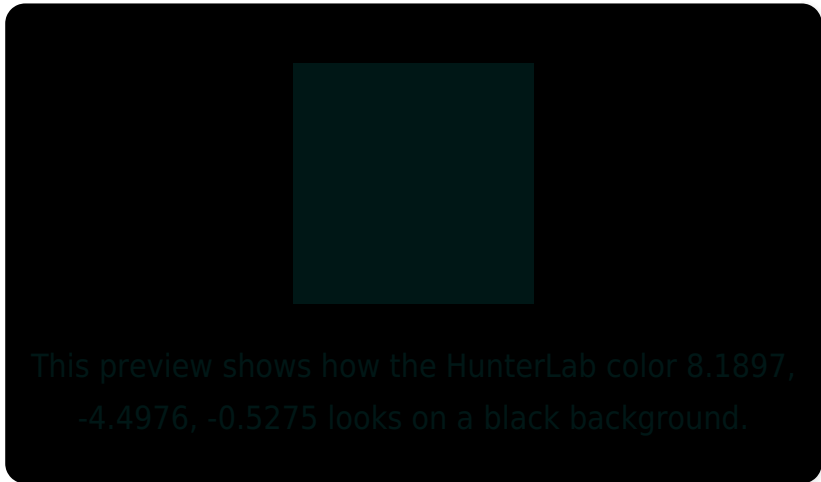 This preview shows how the HunterLab color 8.1897,
-4.4976, -0.5275 looks on a black background.